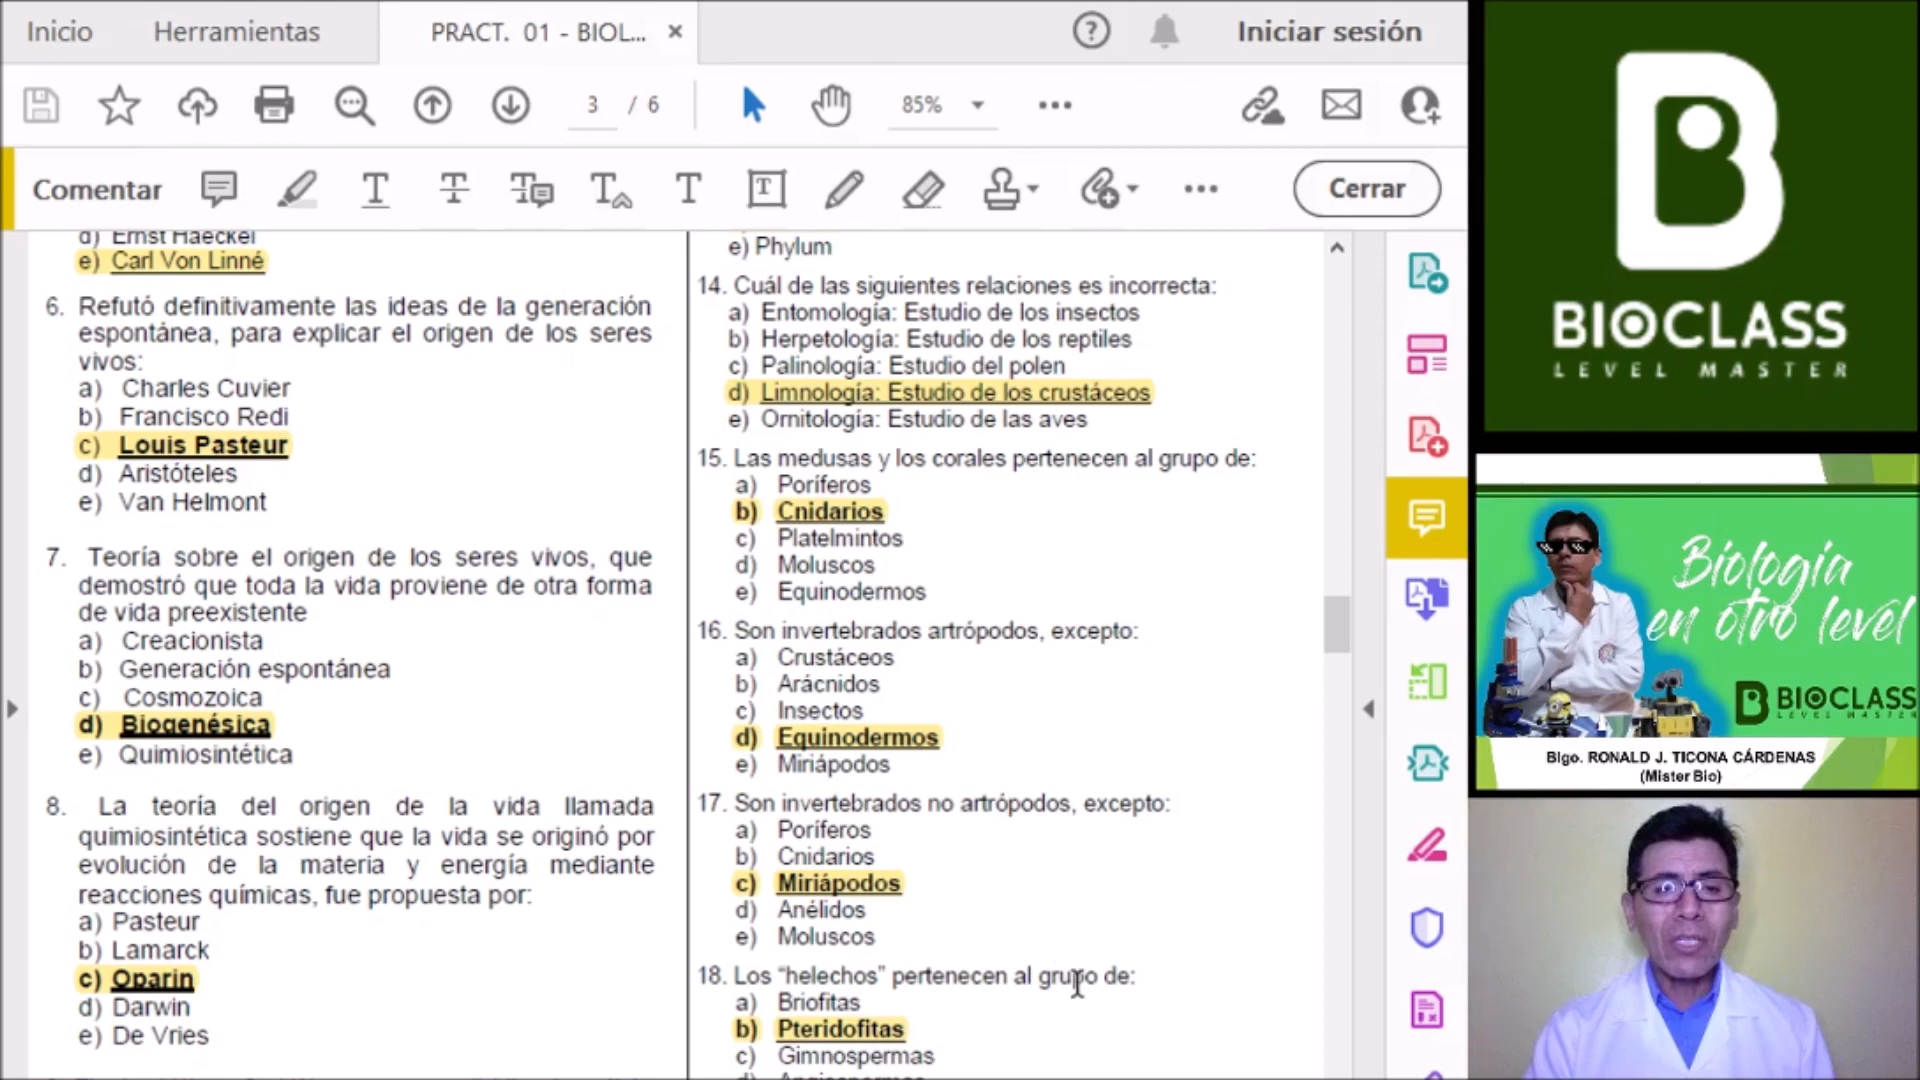 Inicio
Herramientas
PRACT. 01 - BIOL...
Iniciar sesión
3 / 6
85%
Comentar
Cerrar
d) Ernst Haeckel
e) Carl Von Linné
6. Refutó definitivamente las ideas de la generación
espontánea, para explicar el origen de los seres
vivos:
a) Charles Cuvier
b) Francisco Redi
c) Louis Pasteur
d) Aristóteles
e) Van Helmont
7. Teoría sobre el origen de los seres vivos, que
demostró que toda la vida proviene de otra forma
de vida preexistente
a) Creacionista
b) Generación espontánea
c) Cosmozoica
d) Biogenésica
e) Quimiosintética
8. La teoría del origen de la vida llamada
quimiosintética sostiene que la vida se originó por
evolución de la materia y energía mediante
reacciones químicas, fue propuesta por:
a) Pasteur
b) Lamarck
c) Oparin
d) Darwin
e) De Vries
e) Phylum
14. Cuál de las siguientes relaciones es incorrecta:
a) Entomología: Estudio de los insectos
b) Herpetología: Estudio de los reptiles
c) Palinología: Estudio del polen
d) Limnología: Estudio de los crustáceos
e) Ornitología: Estudio de las aves
15. Las medusas y los corales pertenecen al grupo de:
a) Poríferos
b) Cnidarios
c) Platelmintos
d) Moluscos
e) Equinodermos
16. Son invertebrados artrópodos, excepto:
a) Crustáceos
b) Arácnidos
c) Insectos
d) Equinodermos
e) Miriápodos
17. Son invertebrados no artrópodos, excepto:
a) Poríferos
b) Cnidarios
c) Miriápodos
d) Anélidos
e) Moluscos
18. Los “helechos” pertenecen al grupo de:
a) Briofitas
b) Pteridofitas
c) Gimnospermas
d) Angiospermas
BIOCLASS
LEVEL MASTER
Biología
en otro level
BIOCLASS
LEVEL MASTER
Blgo. RONALD J. TICONA CÁRDENAS
(Mister Bio)